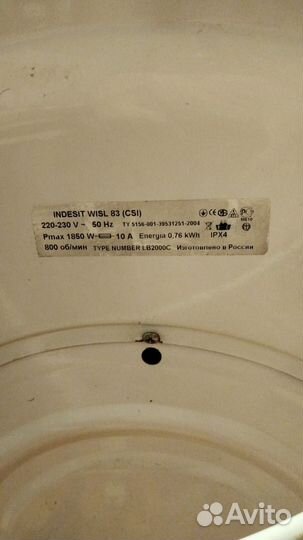 INDESIT WISL 83 (CSI)
220-230 V ~ 50 Hz TY 5156-001-39531251-2004
Pmax 1850 W 10 A Energia 0,76 kWh IPX4
800 об/мин TYPE NUMBER LB2000C Изготовлено в России
Avito